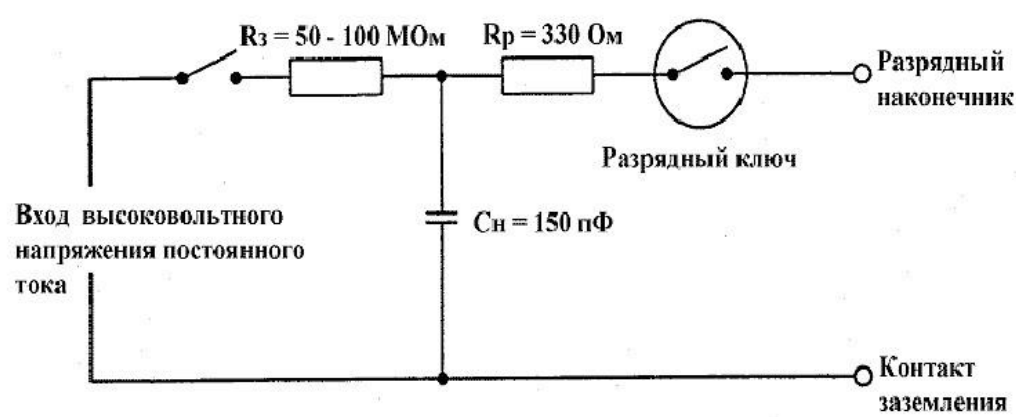 Rз = 50 - 100 МОм
Rр = 330 Ом
Разрядный
наконечник
Разрядный ключ
Вход высоковольтного
напряжения постоянного
тока
Cн = 150 пФ
Контакт
заземления